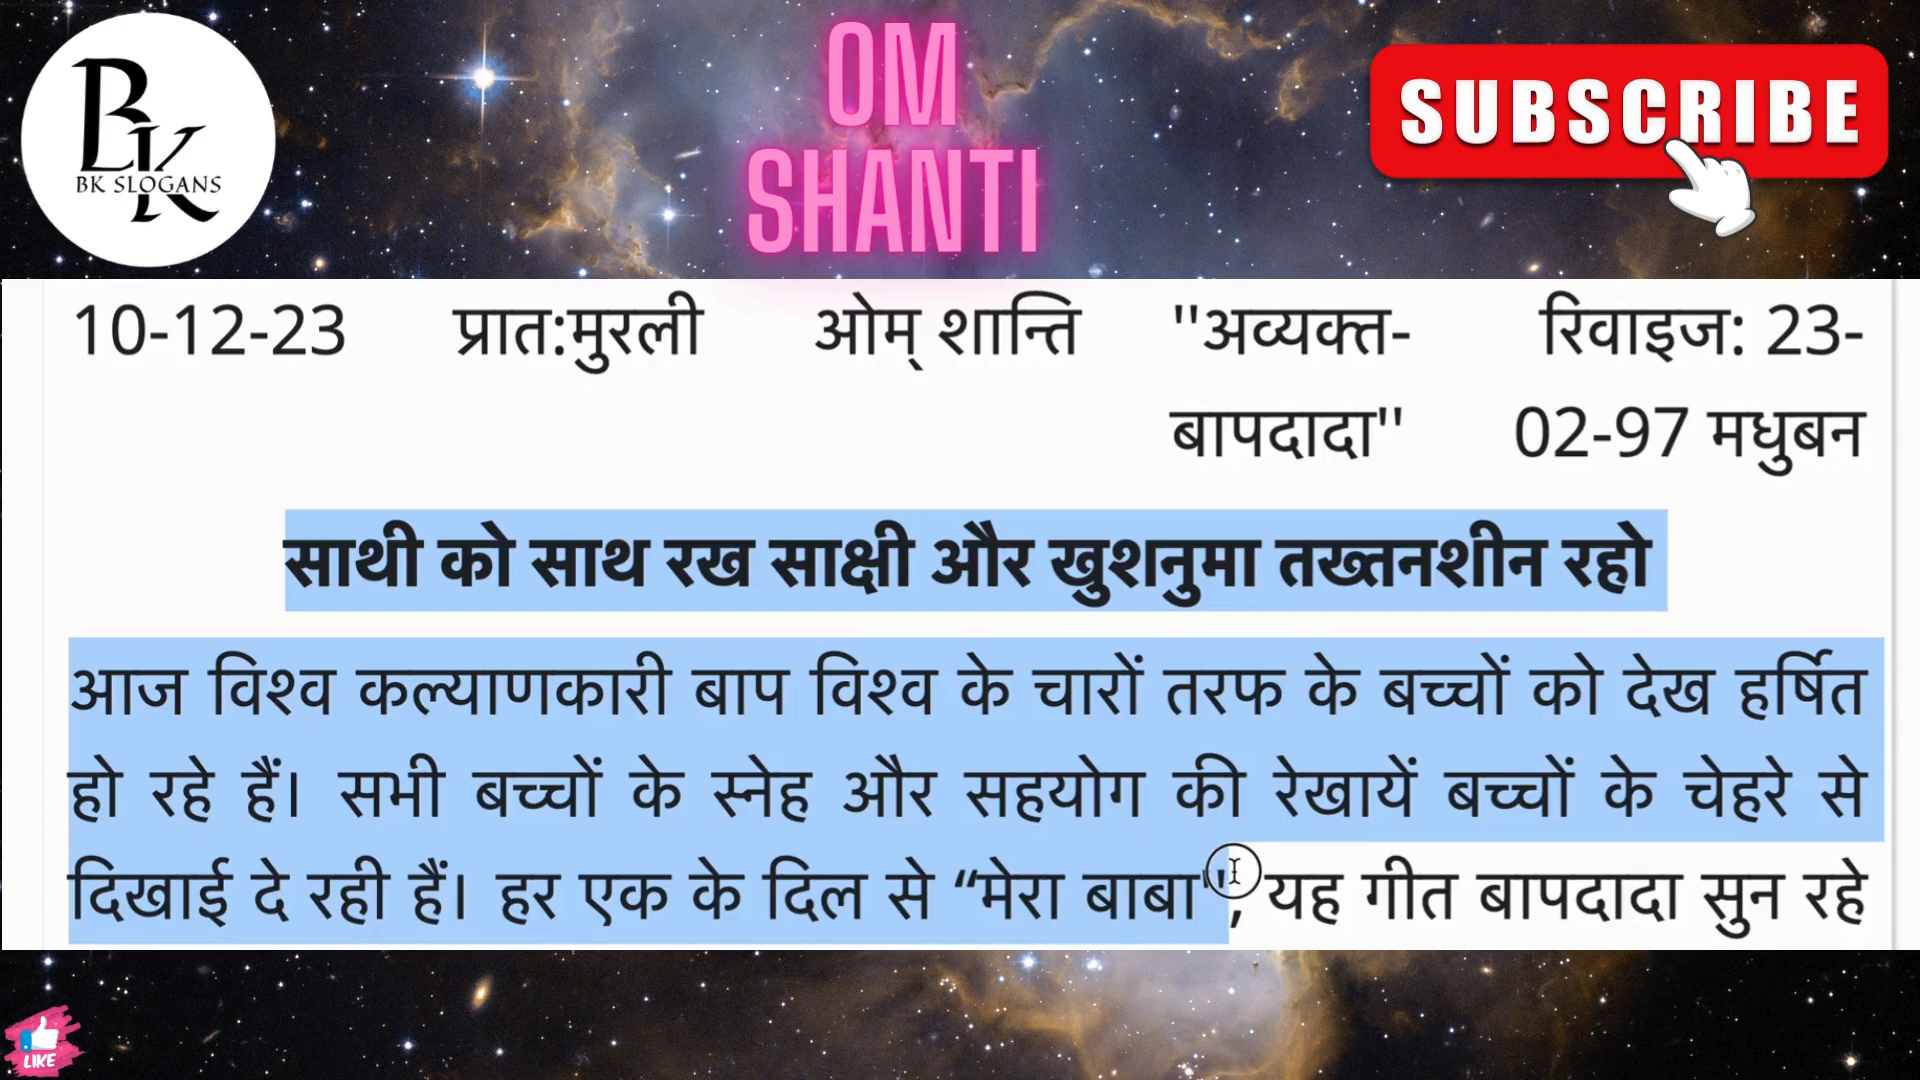 BK
BK SLOGANS
OM
SHANTI
SUBSCRIBE
10-12-23 प्रात:मुरली ओम् शान्ति "अव्यक्त- रिवाइज: 23-
बापदादा" 02-97 मधुबन
साथी को साथ रख साक्षी और खुशनुमा तख्तनशीन रहो
आज विश्व कल्याणकारी बाप विश्व के चारों तरफ के बच्चों को देख हर्षित
हो रहे हैं। सभी बच्चों के स्नेह और सहयोग की रेखायें बच्चों के चेहरे से
दिखाई दे रही हैं। हर एक के दिल से “मेरा बाबा", यह गीत बापदादा सुन रहे
LIKE